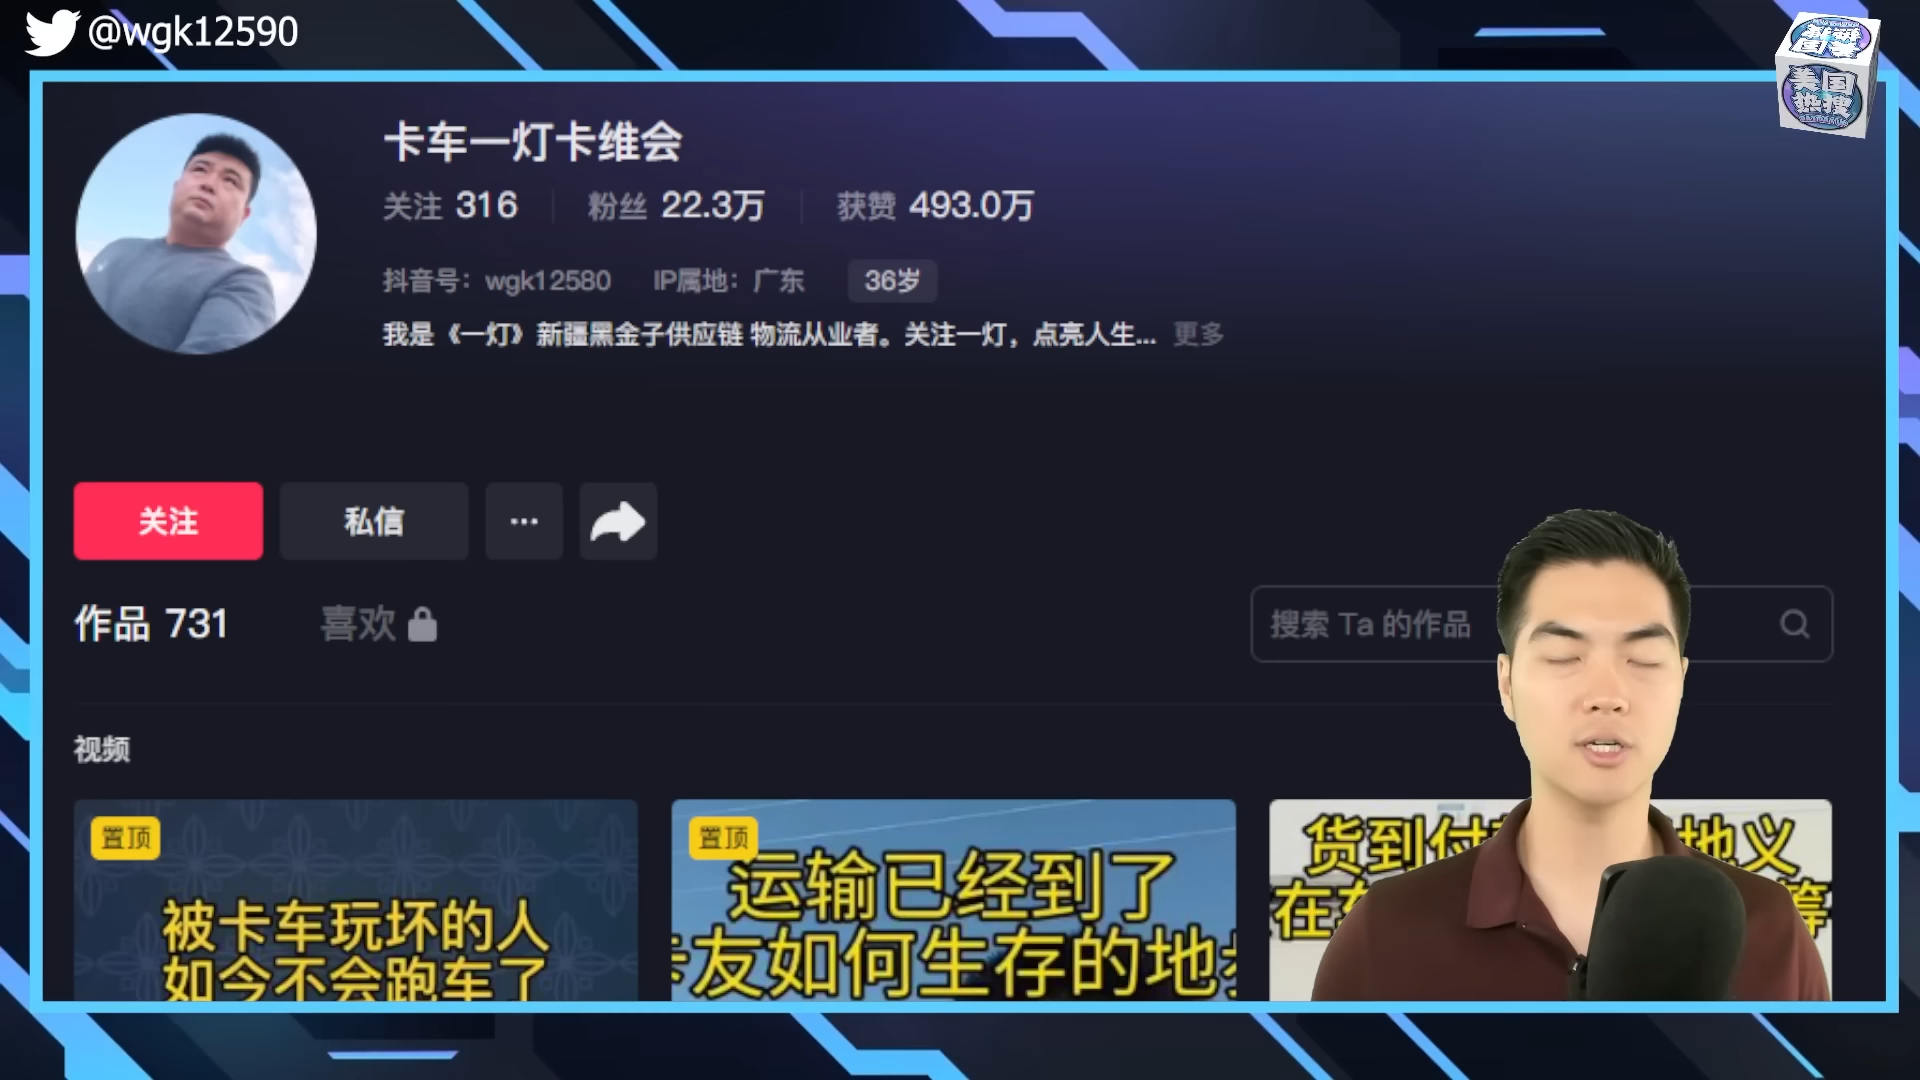 @wgk12590
美国
热搜
卡车一灯卡维会
关注 316 粉丝 22.3万 获赞 493.0万
抖音号：wgk12580 IP属地：广东 36岁
我是《一灯》新疆黑金子供应链 物流从业者。关注一灯，点亮人生... 更多
关注 私信 ...
作品 731 喜欢
搜索 Ta 的作品
视频
置顶
被卡车玩坏的人
如今不会跑车了
置顶
运输已经到了
卡友如何生存的地步
货到付 地义
在